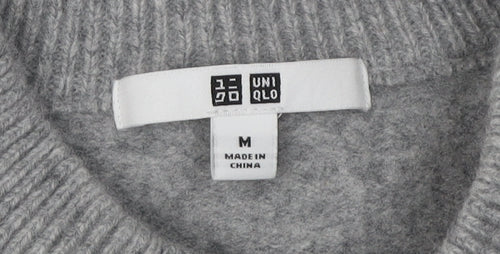 ユニ UNI
クロ QLO
M
MADE IN
CHINA